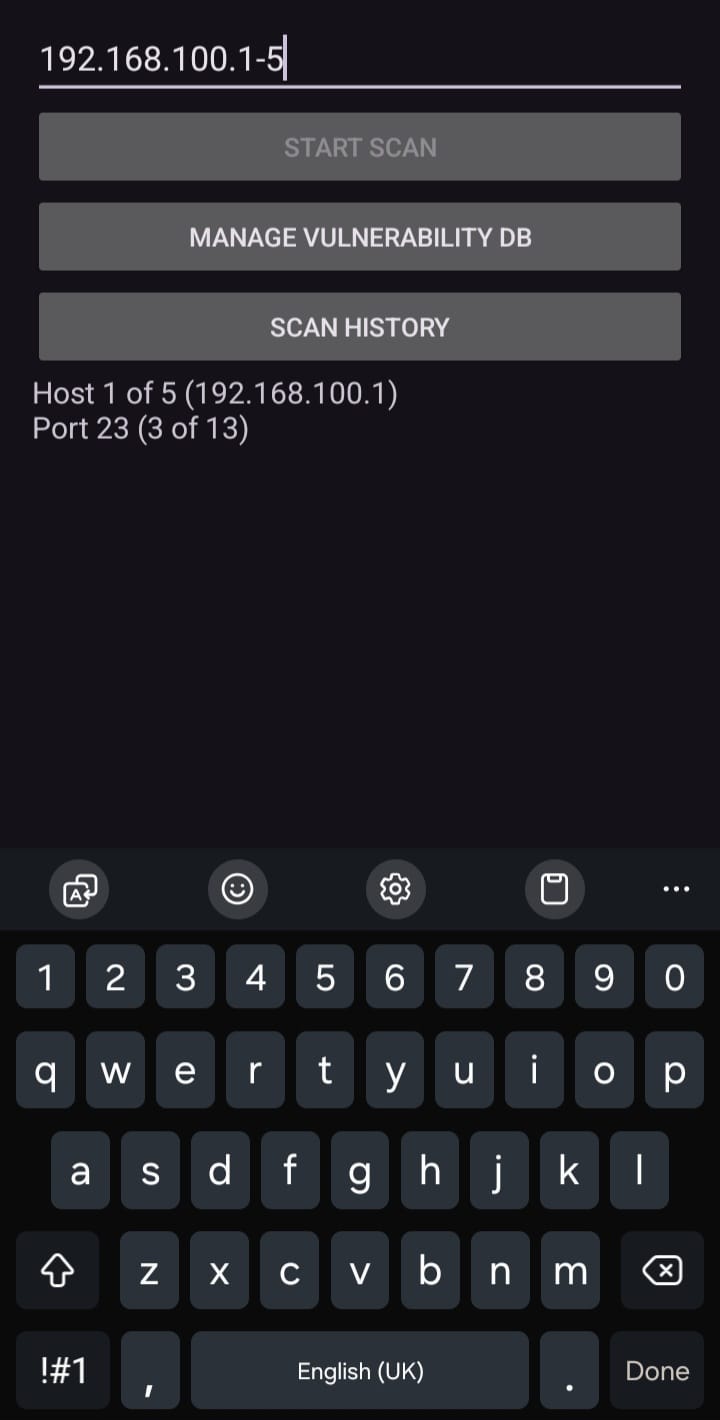 192.168.100.1-5
START SCAN
MANAGE VULNERABILITY DB
SCAN HISTORY
Host 1 of 5 (192.168.100.1)
Port 23 (3 of 13)
A
1 2 3 4 5 6 7 8 9 0
q w e r t y u i o p
a s d f g h j k l
z x c v b n m
!#1 , English (UK) . Done